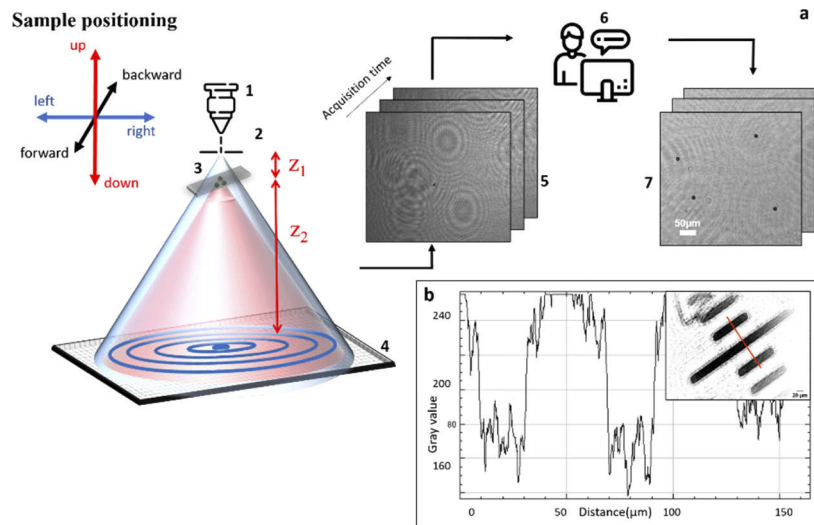 Sample positioning
up
backward
left
right
forward
down
1
2
3
Z1
Z2
4
Acquisition time
5
6
7
50µm
a
b
240
200
80
160
Gray value
0
50
100
150
Distance(µm)
20 µm